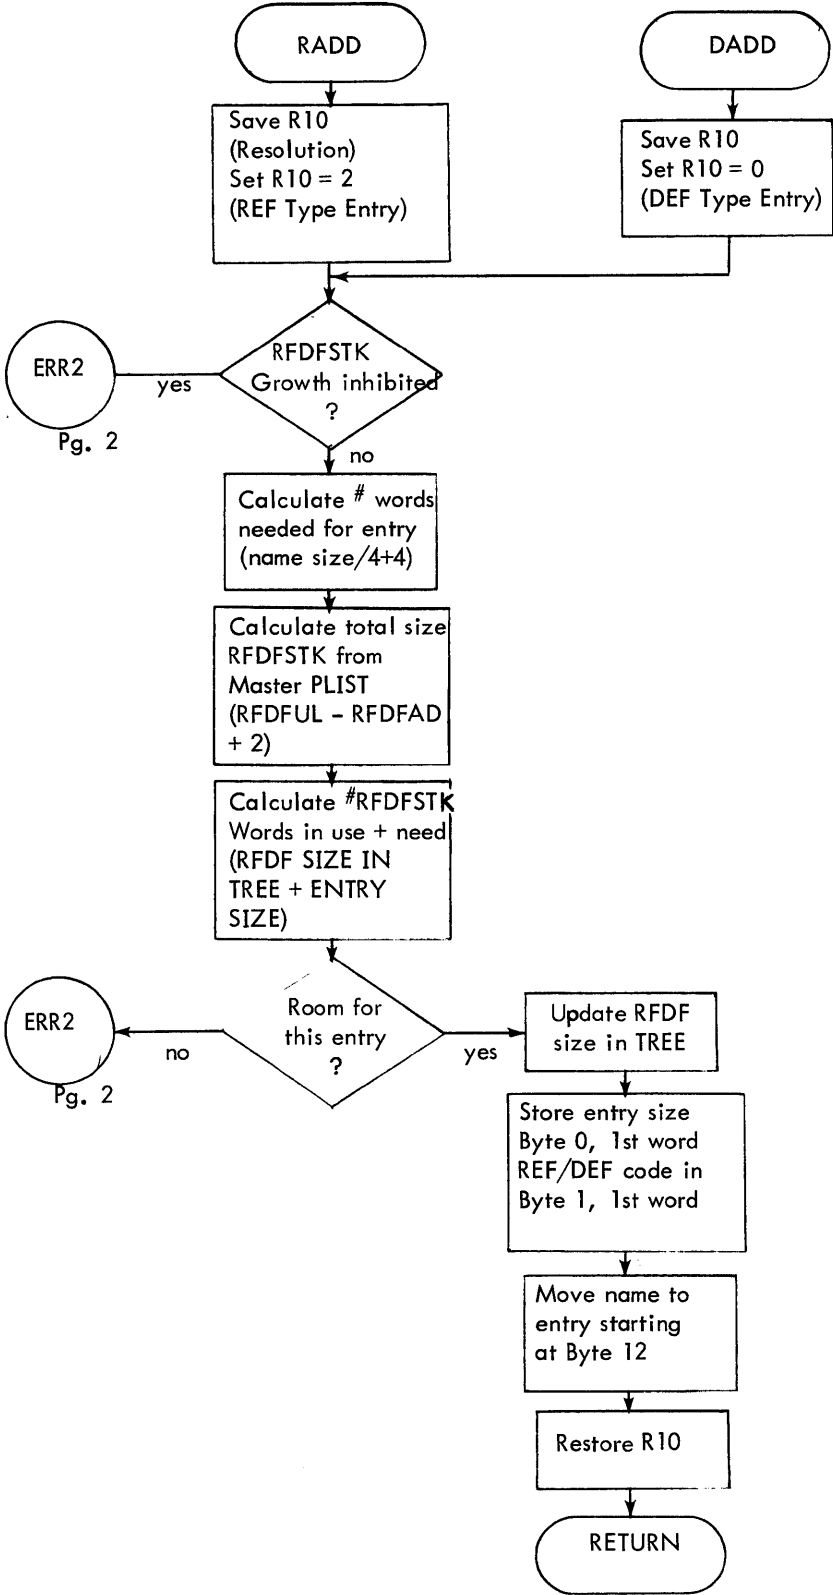 RADD
DADD
Save R10
(Resolution)
Set R10 = 2
(REF Type Entry)
Save R10
Set R10 = 0
(DEF Type Entry)
ERR2
yes
Pg. 2
RFDFSTK
Growth inhibited
?
no
Calculate # words
needed for entry
(name size/4+4)
Calculate total size
RFDFSTK from
Master PLIST
(RFDFUL - RFDFAD
+ 2)
Calculate #RFDFSTK
Words in use + need
(RFDF SIZE IN
TREE + ENTRY
SIZE)
ERR2
no
Pg. 2
Room for
this entry
?
yes
Update RFDF
size in TREE
Store entry size
Byte 0, 1st word
REF/DEF code in
Byte 1, 1st word
Move name to
entry starting
at Byte 12
Restore R10
RETURN